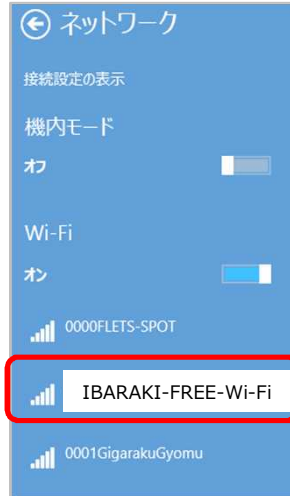 ネットワーク
接続設定の表示
機内モード
オフ
Wi-Fi
オン
0000FLETS-SPOT
IBARAKI-FREE-Wi-Fi
0001GigarakuGyomu